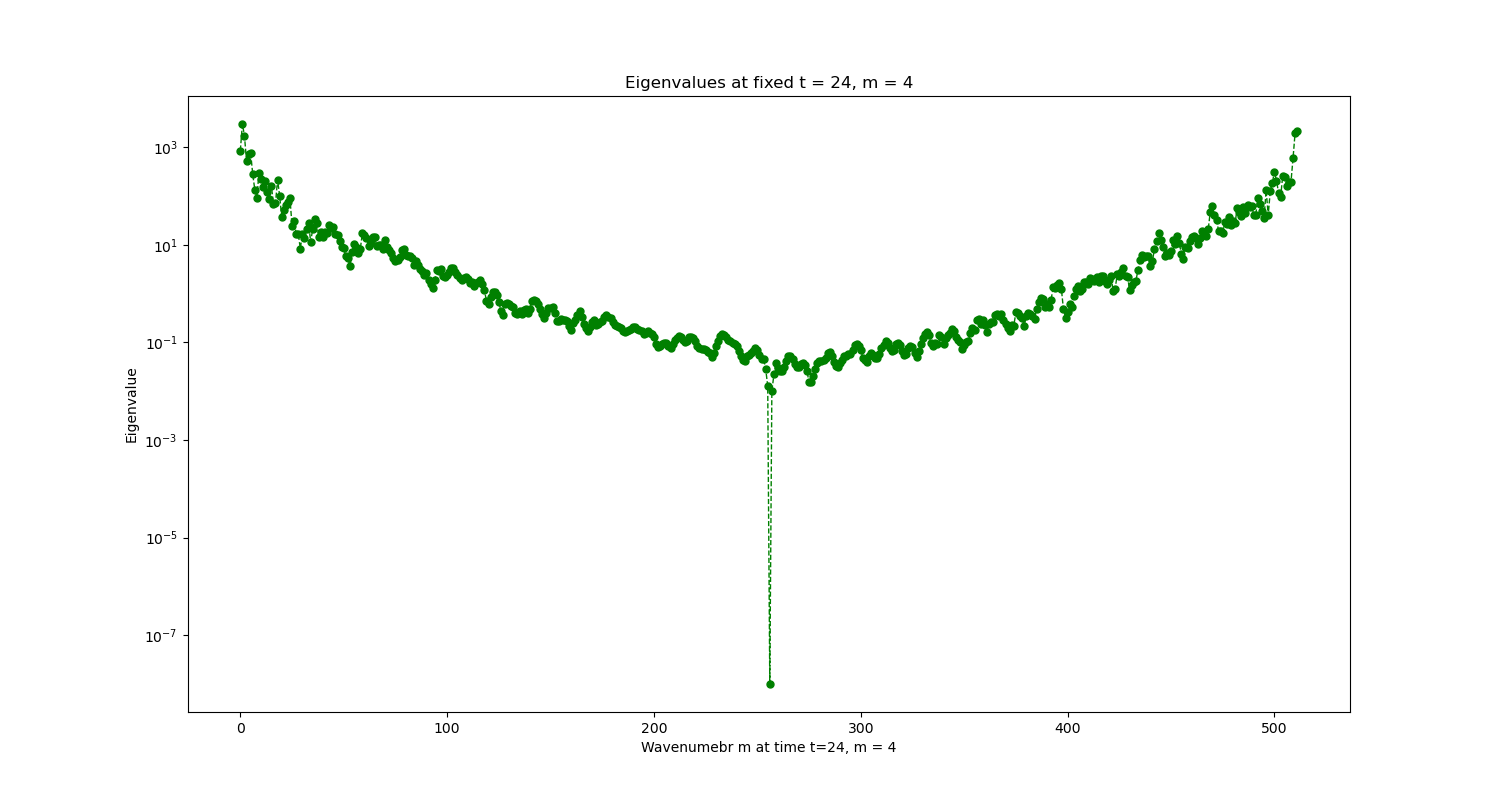 Eigenvalues at fixed t = 24, m = 4
Eigenvalue
10³
10¹
10⁻¹
10⁻³
10⁻⁵
10⁻⁷
0 100 200 300 400 500
Wavenumebr m at time t=24, m = 4